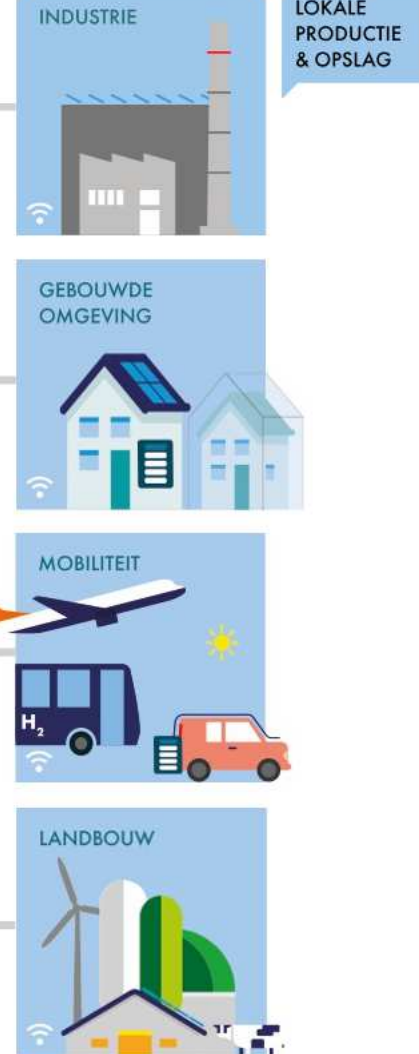 INDUSTRIE
LOKALE
PRODUCTIE
& OPSLAG
GEBOUWDE
OMGEVING
MOBILITEIT
H₂
LANDBOUW